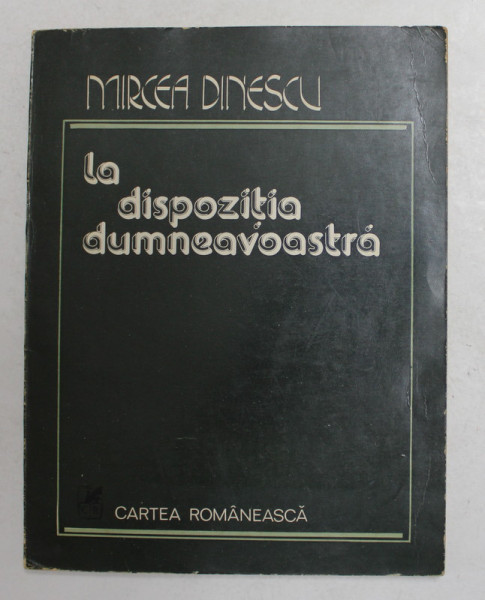 MIRCEA DINESCU
la
dispoziția
dumneavoastră
CARTEA ROMÂNEASCĂ